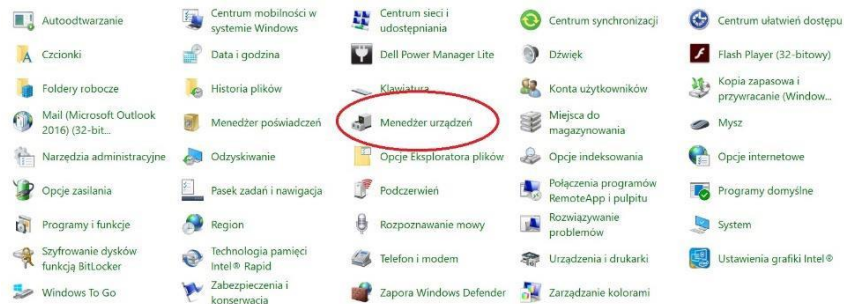 Autoodtwarzanie
Centrum mobilności w
systemie Windows
Centrum sieci i
udostępniania
Centrum synchronizacji
Centrum ułatwień dostępu
Czcionki
Data i godzina
Dell Power Manager Lite
Dźwięk
Flash Player (32-bitowy)
Foldery robocze
Historia plików
Klawiatura
Konta użytkowników
Kopia zapasowa i
przywracanie (Window...
Mail (Microsoft Outlook
2016) (32-bit...
Menedżer poświadczeń
Menedżer urządzeń
Miejsca do
magazynowania
Mysz
Narzędzia administracyjne
Odzyskiwanie
Opcje Eksploratora plików
Opcje indeksowania
Opcje internetowe
Opcje zasilania
Pasek zadań i nawigacja
Podczerwień
Połączenia programów
RemoteApp i pulpitu
Programy domyślne
Programy i funkcje
Region
Rozpoznawanie mowy
Rozwiązywanie
problemów
System
Szyfrowanie dysków
funkcją BitLocker
Technologia pamięci
Intel® Rapid
Telefon i modem
Urządzenia i drukarki
Ustawienia grafiki Intel®
Windows To Go
Zabezpieczenia i
konserwacja
Zapora Windows Defender
Zarządzanie kolorami